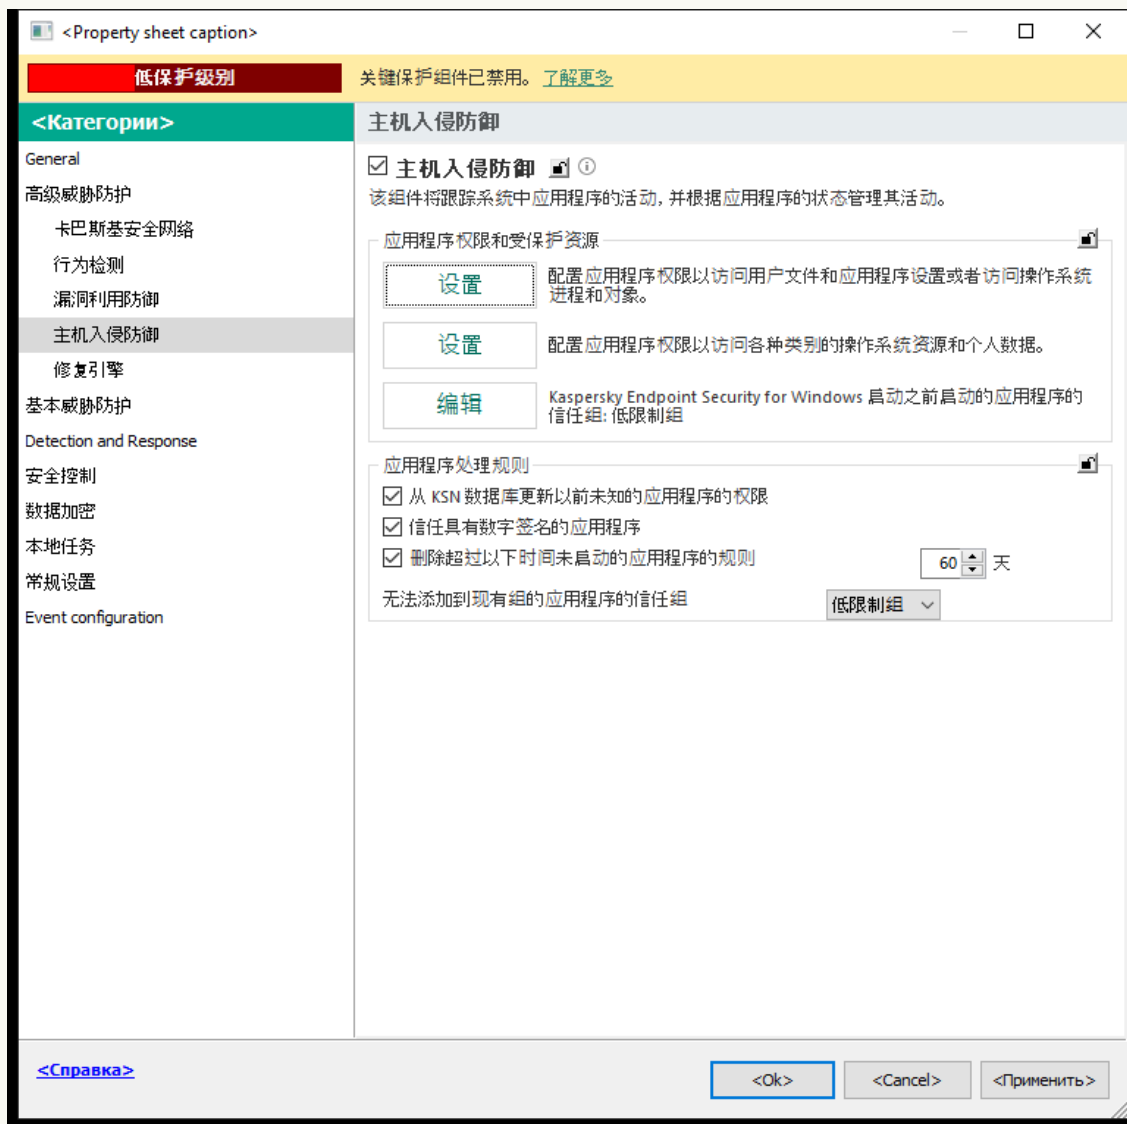 <Property sheet caption>
低保护级别
关键保护组件已禁用。 了解更多
<Категории>
General
高级威胁防护
卡巴斯基安全网络
行为检测
漏洞利用防御
主机入侵防御
修复引擎
基本威胁防护
Detection and Response
安全控制
数据加密
本地任务
常规设置
Event configuration
主机入侵防御
主机入侵防御
该组件将跟踪系统中应用程序的活动, 并根据应用程序的状态管理其活动。
应用程序权限和受保护资源
设置
配置应用程序权限以访问用户文件和应用程序设置或者访问操作系统
进程和对象。
设置
配置应用程序权限以访问各种类别的操作系统资源和个人数据。
编辑
Kaspersky Endpoint Security for Windows 启动之前启动的应用程序的
信任组: 低限制组
应用程序处理规则
从 KSN 数据库更新以前未知的应用程序的权限
信任具有数字签名的应用程序
删除超过以下时间未启动的应用程序的规则
60 天
无法添加到现有组的应用程序的信任组
低限制组
<Справка>
<Ok>
<Cancel>
<Применить>